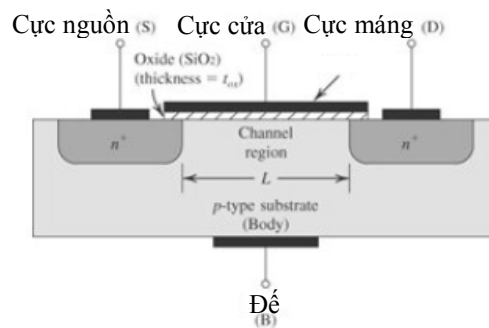 Cực nguồn (S) Cực cửa (G) Cực máng (D)
Oxide (SiO₂)
(thickness = tₒₓ)
n⁺ Channel n⁺
region
L
p-type substrate
(Body)
Đế
(B)